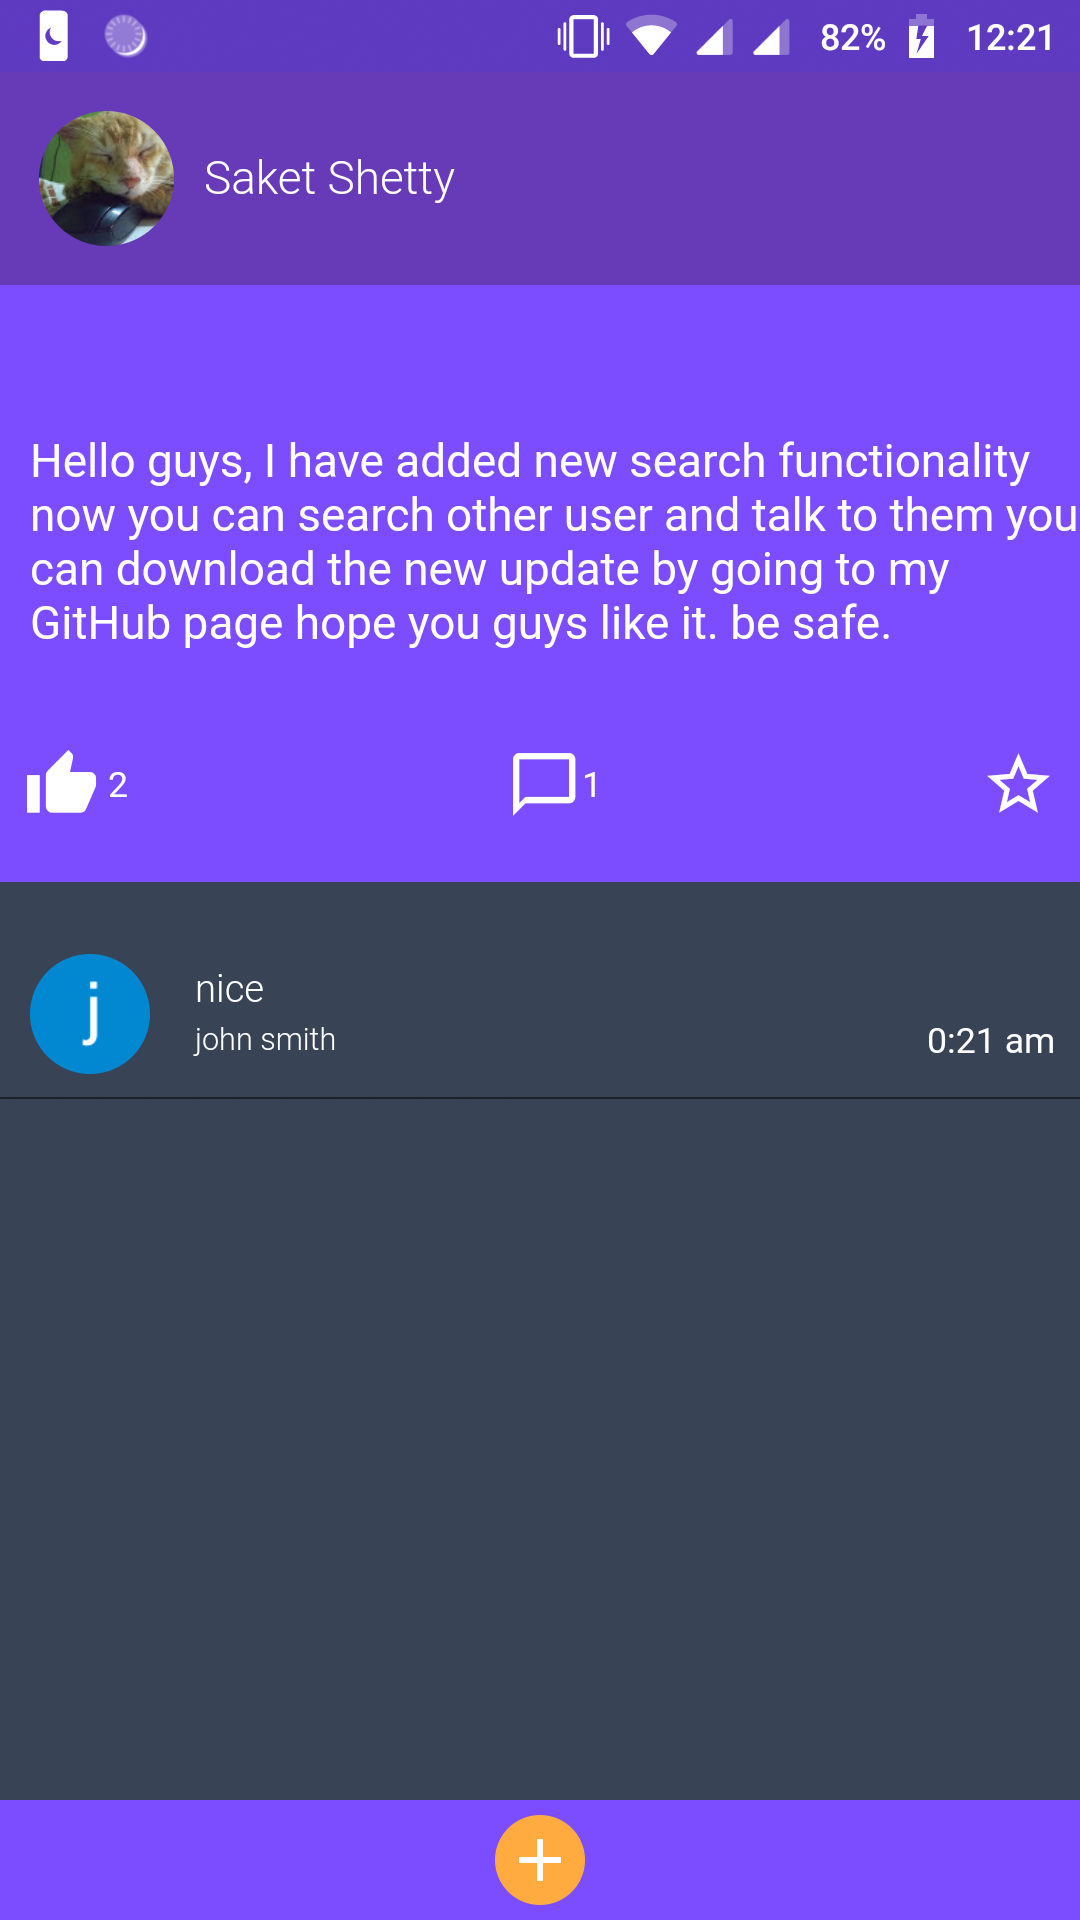 82% 12:21
Saket Shetty
Hello guys, I have added new search functionality
now you can search other user and talk to them you
can download the new update by going to my
GitHub page hope you guys like it. be safe.
2 1
j
nice
john smith
0:21 am